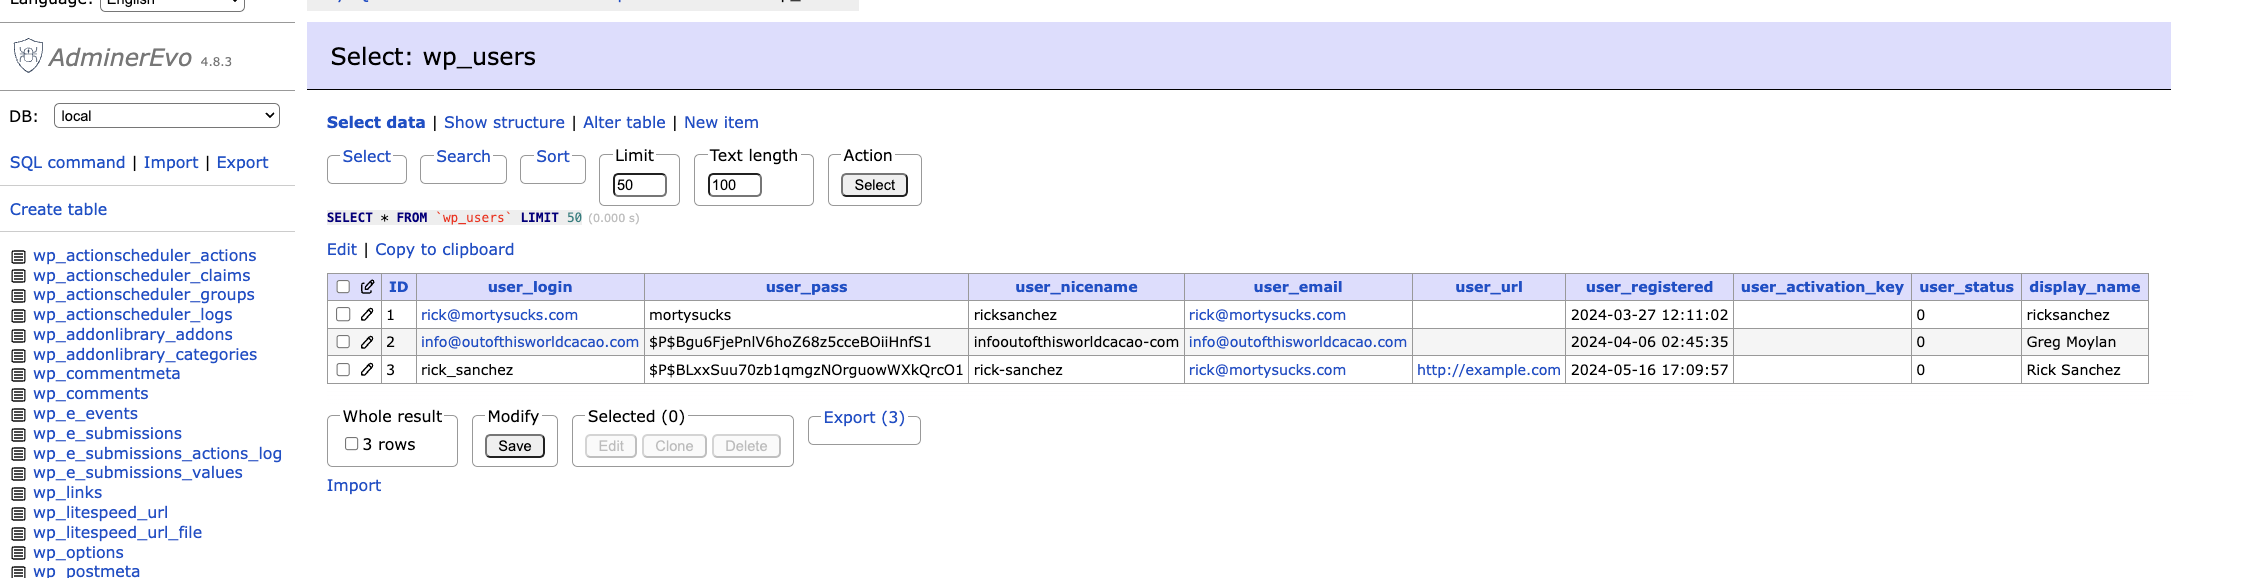 Language: English
AdminerEvo 4.8.3
DB: local
SQL command | Import | Export
Create table
wp_actionscheduler_actions
wp_actionscheduler_claims
wp_actionscheduler_groups
wp_actionscheduler_logs
wp_addonlibrary_addons
wp_addonlibrary_categories
wp_commentmeta
wp_comments
wp_e_events
wp_e_submissions
wp_e_submissions_actions_log
wp_e_submissions_values
wp_links
wp_litespeed_url
wp_litespeed_url_file
wp_options
wp_postmeta
Select: wp_users
Select data | Show structure | Alter table | New item
Select Search Sort Limit Text length Action
50 100 Select
SELECT * FROM `wp_users` LIMIT 50 (0.000 s)
Edit | Copy to clipboard
ID user_login user_pass user_nicename user_email user_url user_registered user_activation_key user_status display_name
1 rick@mortysucks.com mortysucks ricksanchez rick@mortysucks.com 2024-03-27 12:11:02 0 ricksanchez
2 info@outofthisworldcacao.com $P$Bgu6FjePnlV6hoZ68z5cceBOiiHnfS1 infooutofthisworldcacao-com info@outofthisworldcacao.com 2024-04-06 02:45:35 0 Greg Moylan
3 rick_sanchez $P$BLxxSuu70zb1qmgzNOrguowWXkQrcO1 rick-sanchez rick@mortysucks.com http://example.com 2024-05-16 17:09:57 0 Rick Sanchez
Whole result Modify Selected (0) Export (3)
3 rows Save Edit Clone Delete
Import